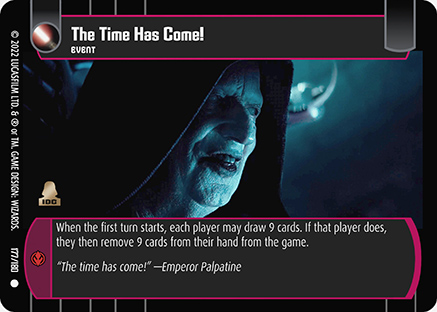 The Time Has Come!
EVENT
IDC
When the first turn starts, each player may draw 9 cards. If that player does,
they then remove 9 cards from their hand from the game.
"The time has come!" —Emperor Palpatine
© 2022 LUCASFILM LTD. & ® or TM, GAME DESIGN: WIZARDS. 177/180